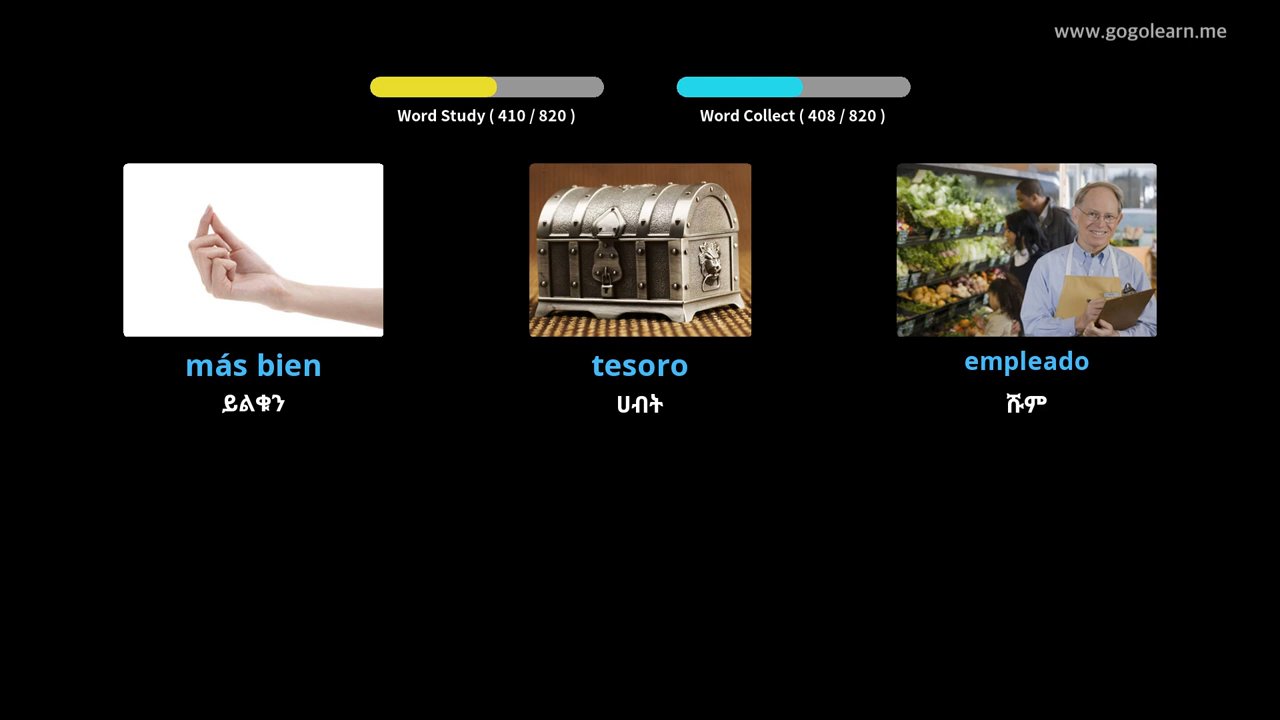 www.gogolearn.me
Word Study ( 410 / 820 )
Word Collect ( 408 / 820 )
más bien
tesoro
empleado
ይልቁን
ሀብት
ሹም